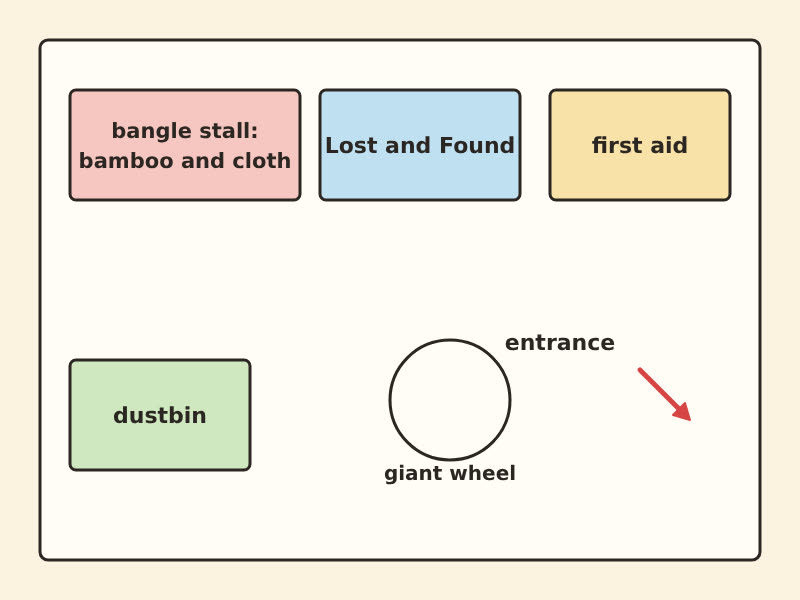 bangle stall:
bamboo and cloth
Lost and Found
first aid
entrance
dustbin
giant wheel